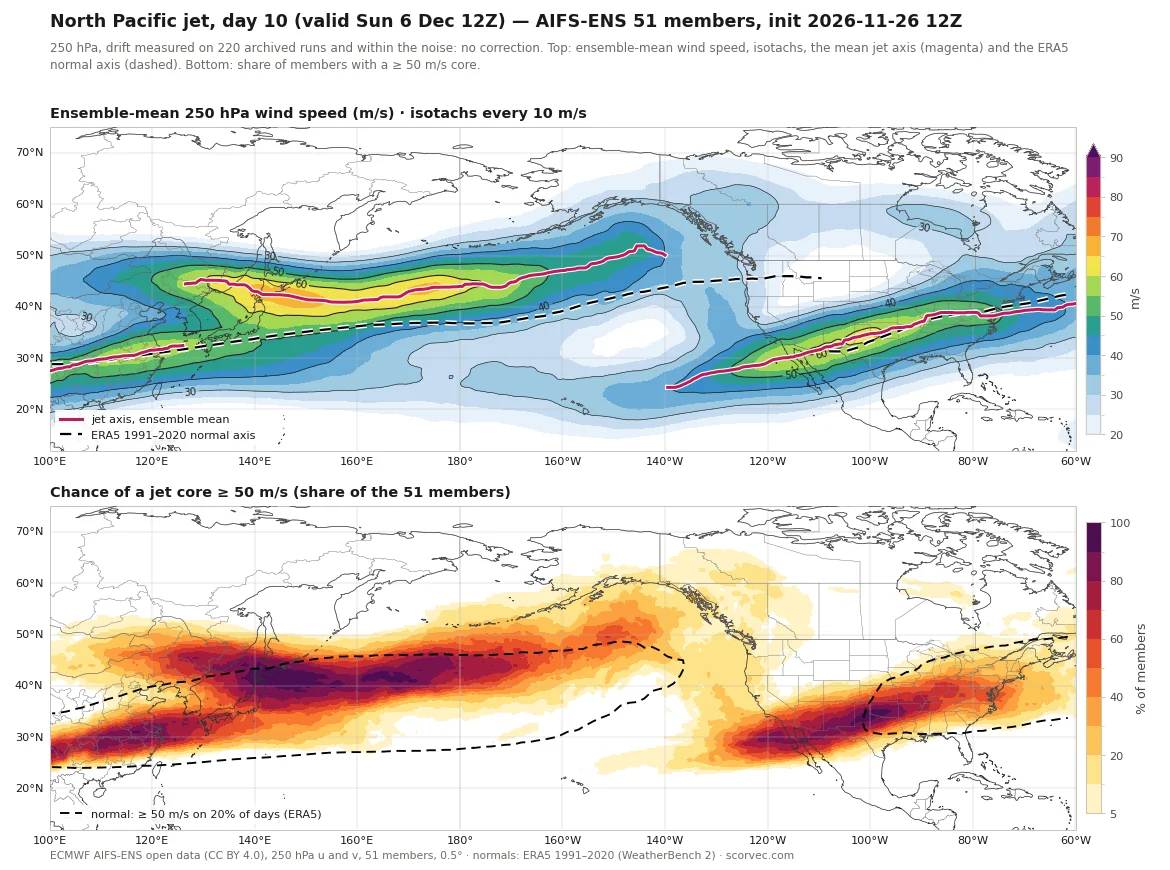 North Pacific jet, day 10 (valid Sun 6 Dec 12Z) — AIFS-ENS 51 members, init 2026-11-26 12Z
250 hPa, drift measured on 220 archived runs and within the noise: no correction. Top: ensemble-mean wind speed, isotachs, the mean jet axis (magenta) and the ERA5
normal axis (dashed). Bottom: share of members with a ≥ 50 m/s core.
Ensemble-mean 250 hPa wind speed (m/s) · isotachs every 10 m/s
70°N
60°N
50°N
40°N
30°N
20°N
30
50
60
30
40
30
40
60
50
30
jet axis, ensemble mean
ERA5 1991–2020 normal axis
100°E 120°E 140°E 160°E 180° 160°W 140°W 120°W 100°W 80°W 60°W
90
80
70
60
50
40
30
20
m/s
Chance of a jet core ≥ 50 m/s (share of the 51 members)
70°N
60°N
50°N
40°N
30°N
20°N
normal: ≥ 50 m/s on 20% of days (ERA5)
100°E 120°E 140°E 160°E 180° 160°W 140°W 120°W 100°W 80°W 60°W
100
80
60
40
20
5
% of members
ECMWF AIFS-ENS open data (CC BY 4.0), 250 hPa u and v, 51 members, 0.5° · normals: ERA5 1991–2020 (WeatherBench 2) · scorvec.com